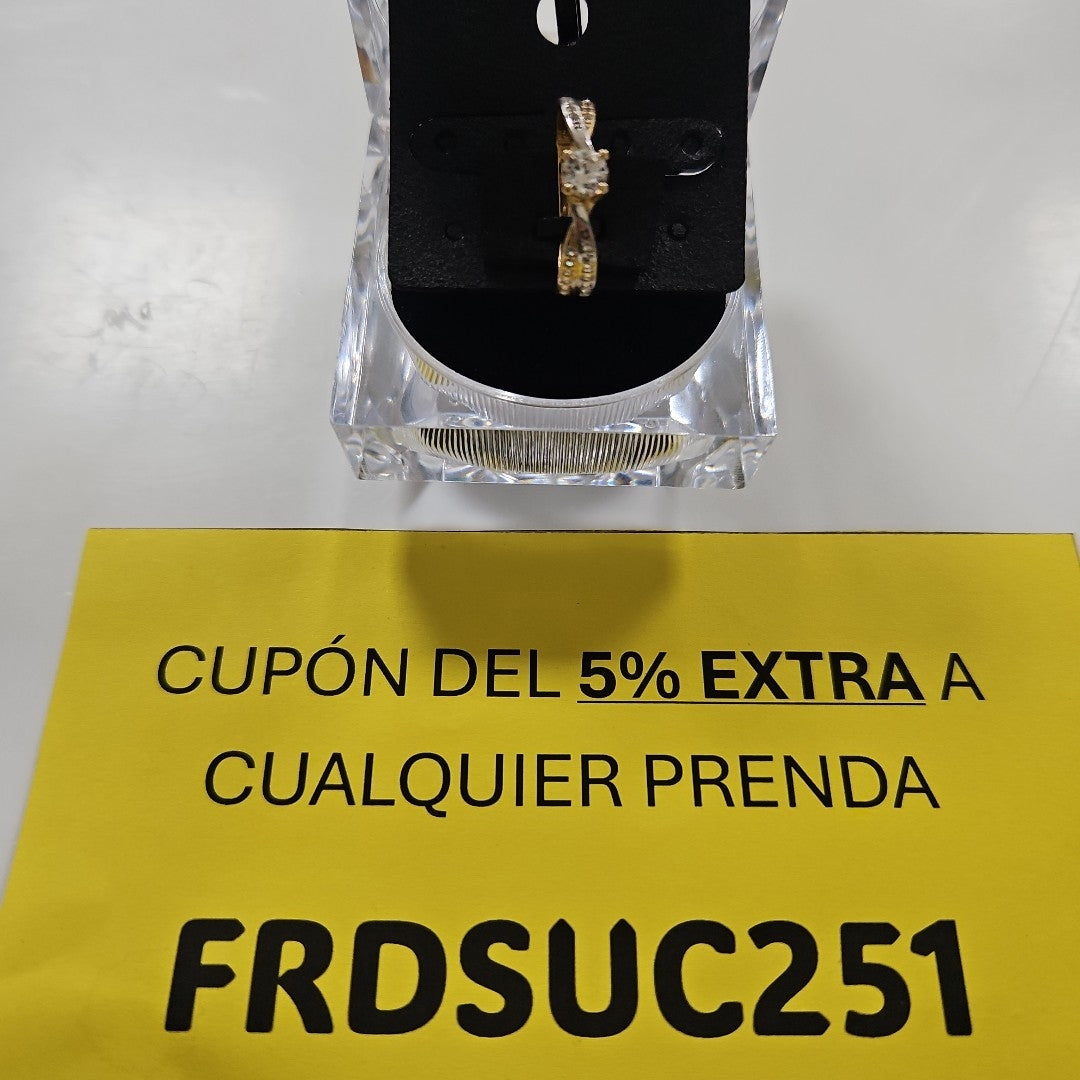 CUPÓN DEL 5% EXTRA A
CUALQUIER PRENDA
FRDSUC251